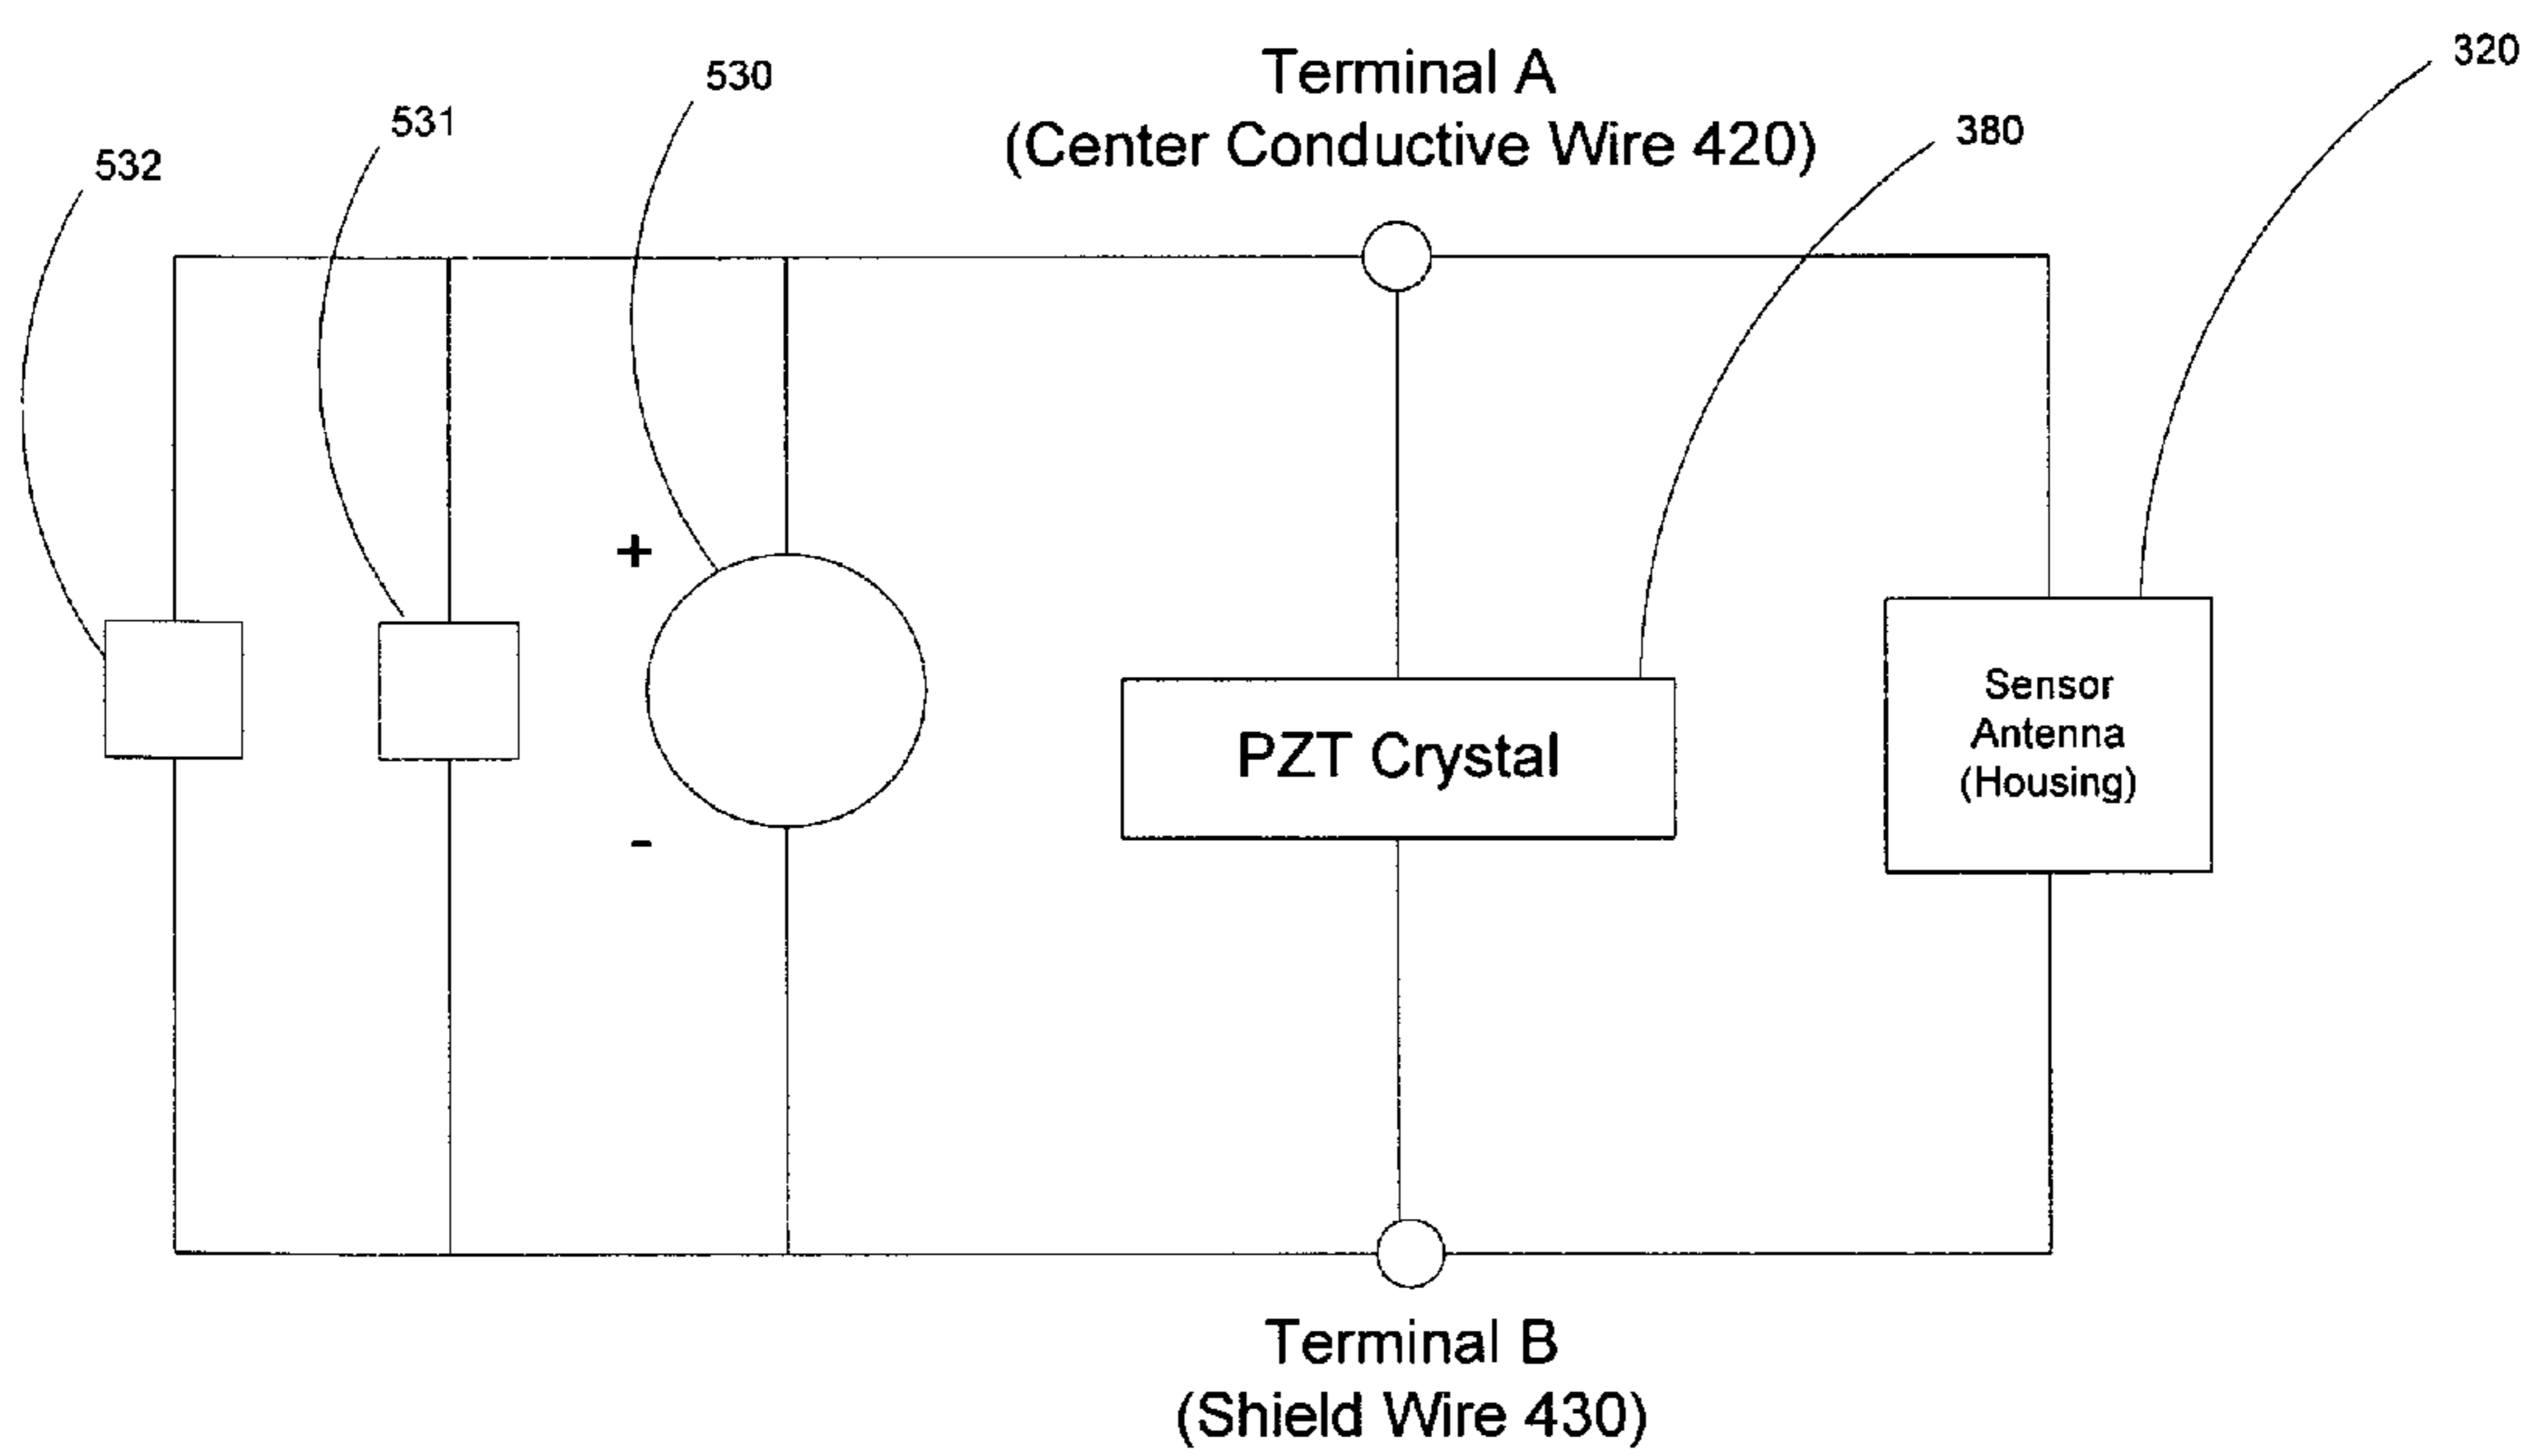 320
530
Terminal A
531
380
(Center Conductive Wire 420)
532
+
Sensor
Antenna
(Housing)
PZT Crystal
-
Terminal B
(Shield Wire 430)